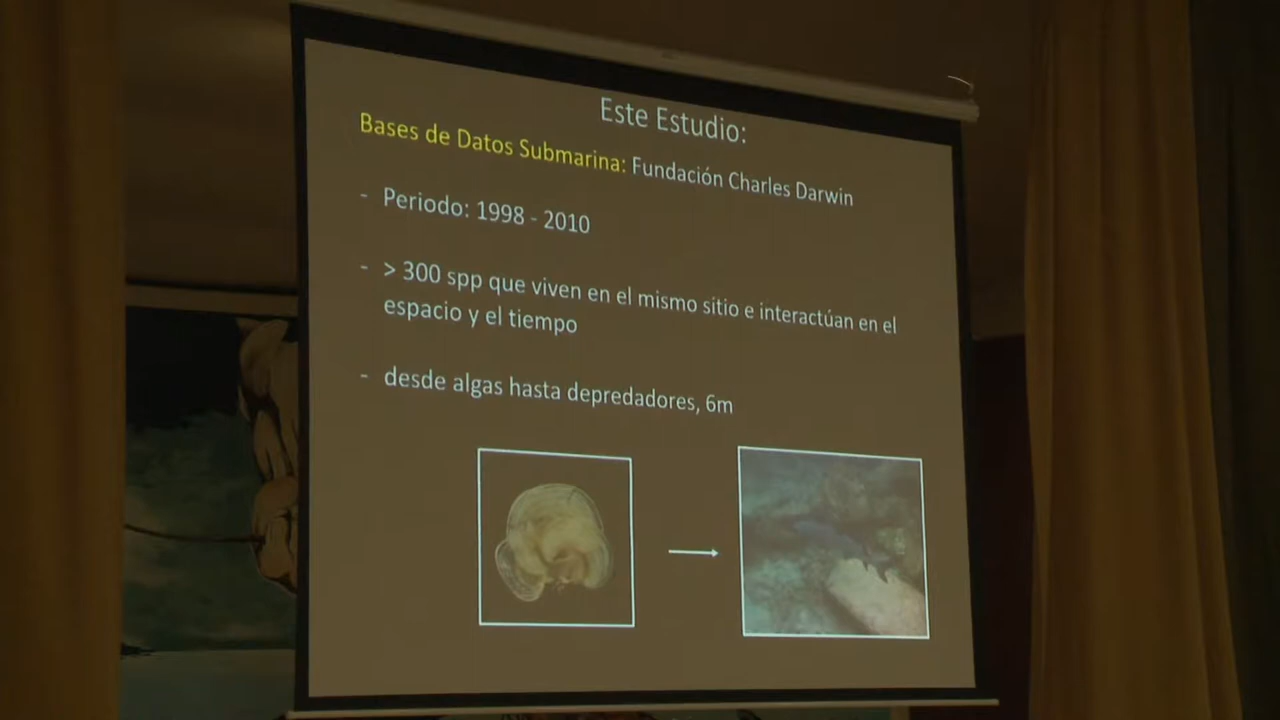 Este Estudio:
Bases de Datos Submarina: Fundación Charles Darwin
- Periodo: 1998 - 2010
- > 300 spp que viven en el mismo sitio e interactúan en el
espacio y el tiempo
- desde algas hasta depredadores, 6m